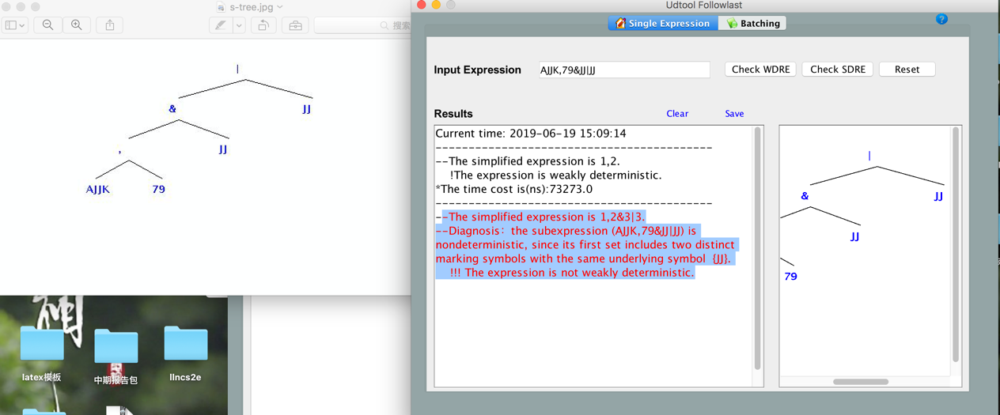 s-tree.jpg
搜索
|
&
JJ
,
JJ
AJJK
79
latex模板
中期报告包
llncs2e
Udtool Followlast
Single Expression
Batching
?
Input Expression
AJJK,79&JJ|JJ
Check WDRE
Check SDRE
Reset
Results
Clear
Save
Current time: 2019-06-19 15:09:14
------------------------------------------
--The simplified expression is 1,2.
!The expression is weakly deterministic.
*The time cost is(ns):73273.0
------------------------------------------
--The simplified expression is 1,2&3|3.
--Diagnosis: the subexpression (AJJK,79&JJ|JJ) is
nondeterministic, since its first set includes two distinct
marking symbols with the same underlying symbol {JJ}.
!!! The expression is not weakly deterministic.
|
&
JJ
JJ
79